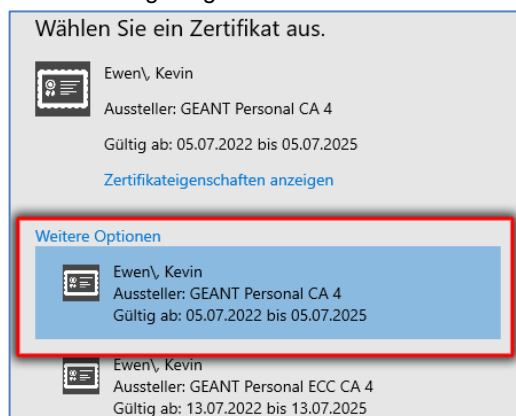 Wählen Sie ein Zertifikat aus.
Ewen\, Kevin
Aussteller: GEANT Personal CA 4
Gültig ab: 05.07.2022 bis 05.07.2025
Zertifikateigenschaften anzeigen
Weitere Optionen
Ewen\, Kevin
Aussteller: GEANT Personal CA 4
Gültig ab: 05.07.2022 bis 05.07.2025
Ewen\, Kevin
Aussteller: GEANT Personal ECC CA 4
Gültig ab: 13.07.2022 bis 13.07.2025